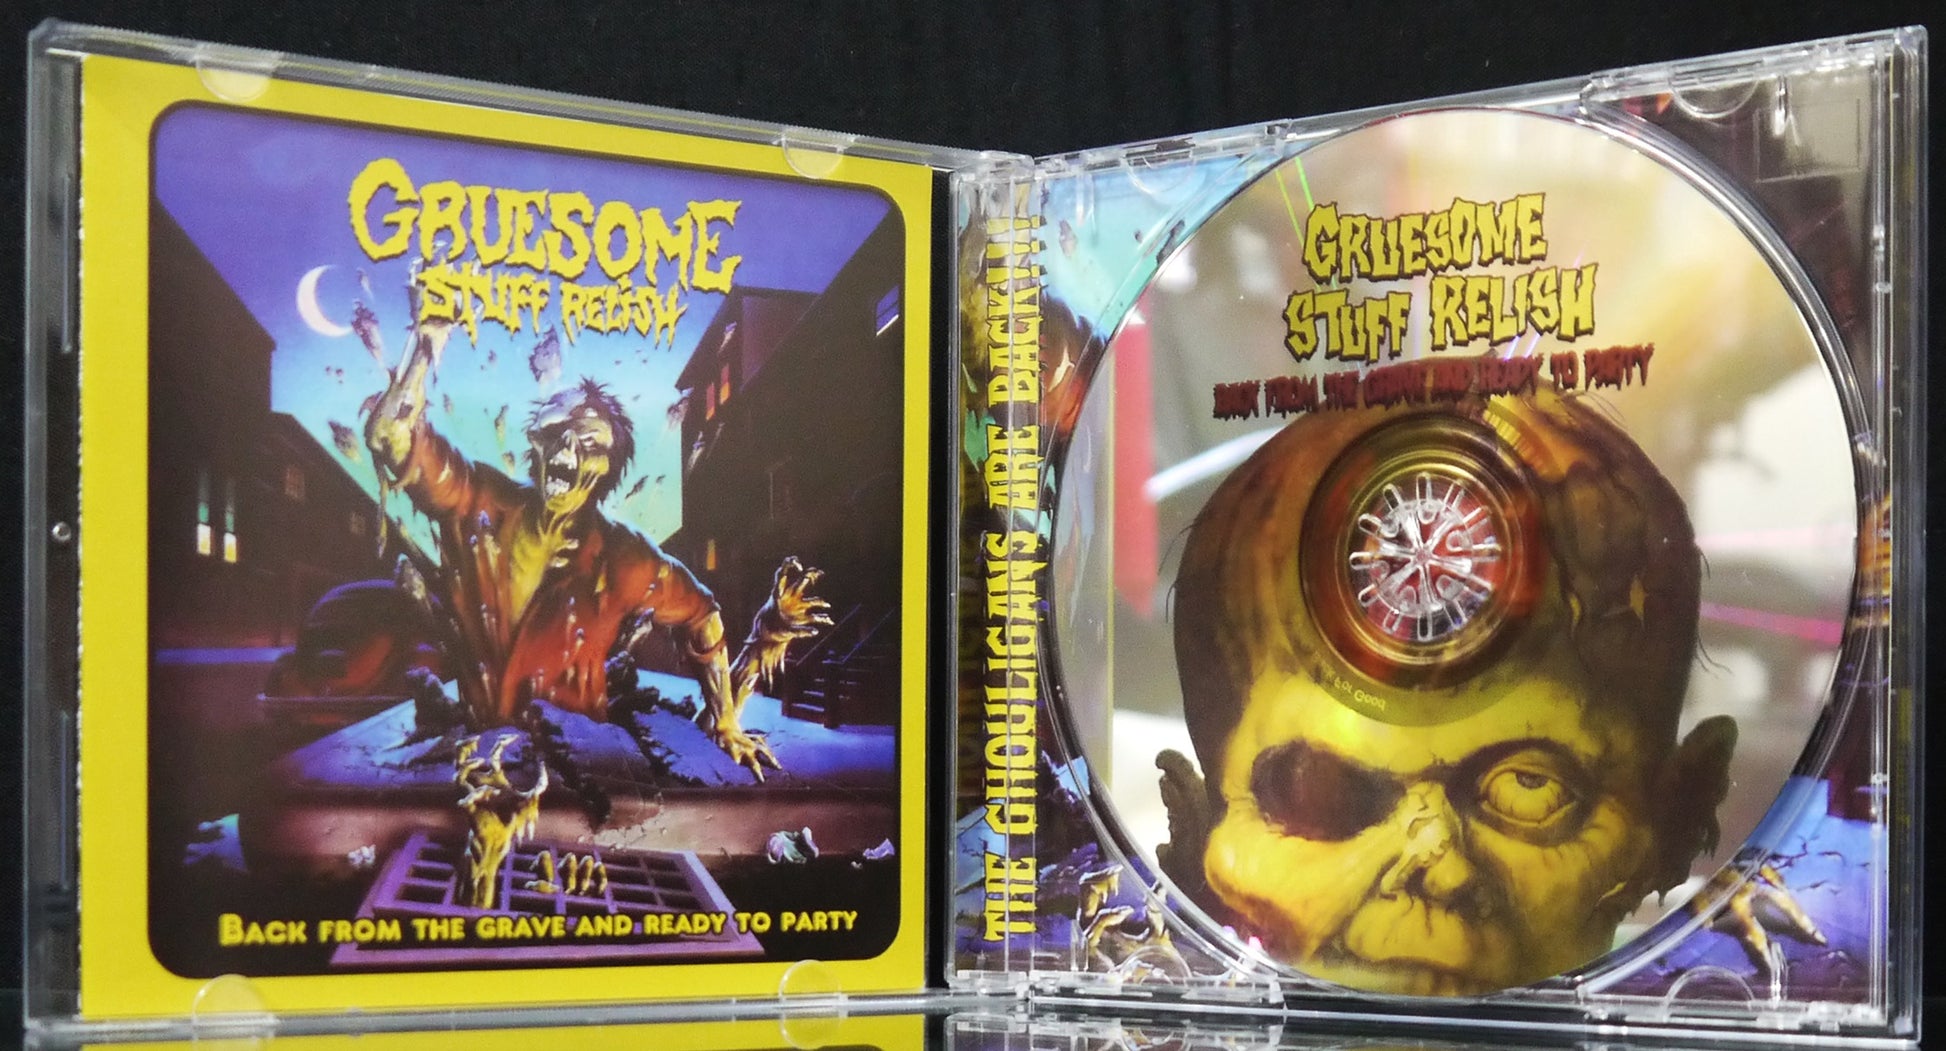 GRUESOME
STUFF RELISH
BACK FROM THE GRAVE AND READY TO PARTY
THE GHOULIGANS ARE BACK!!!
GRUESOME
STUFF RELISH
BACK FROM THE GRAVE AND READY TO PARTY